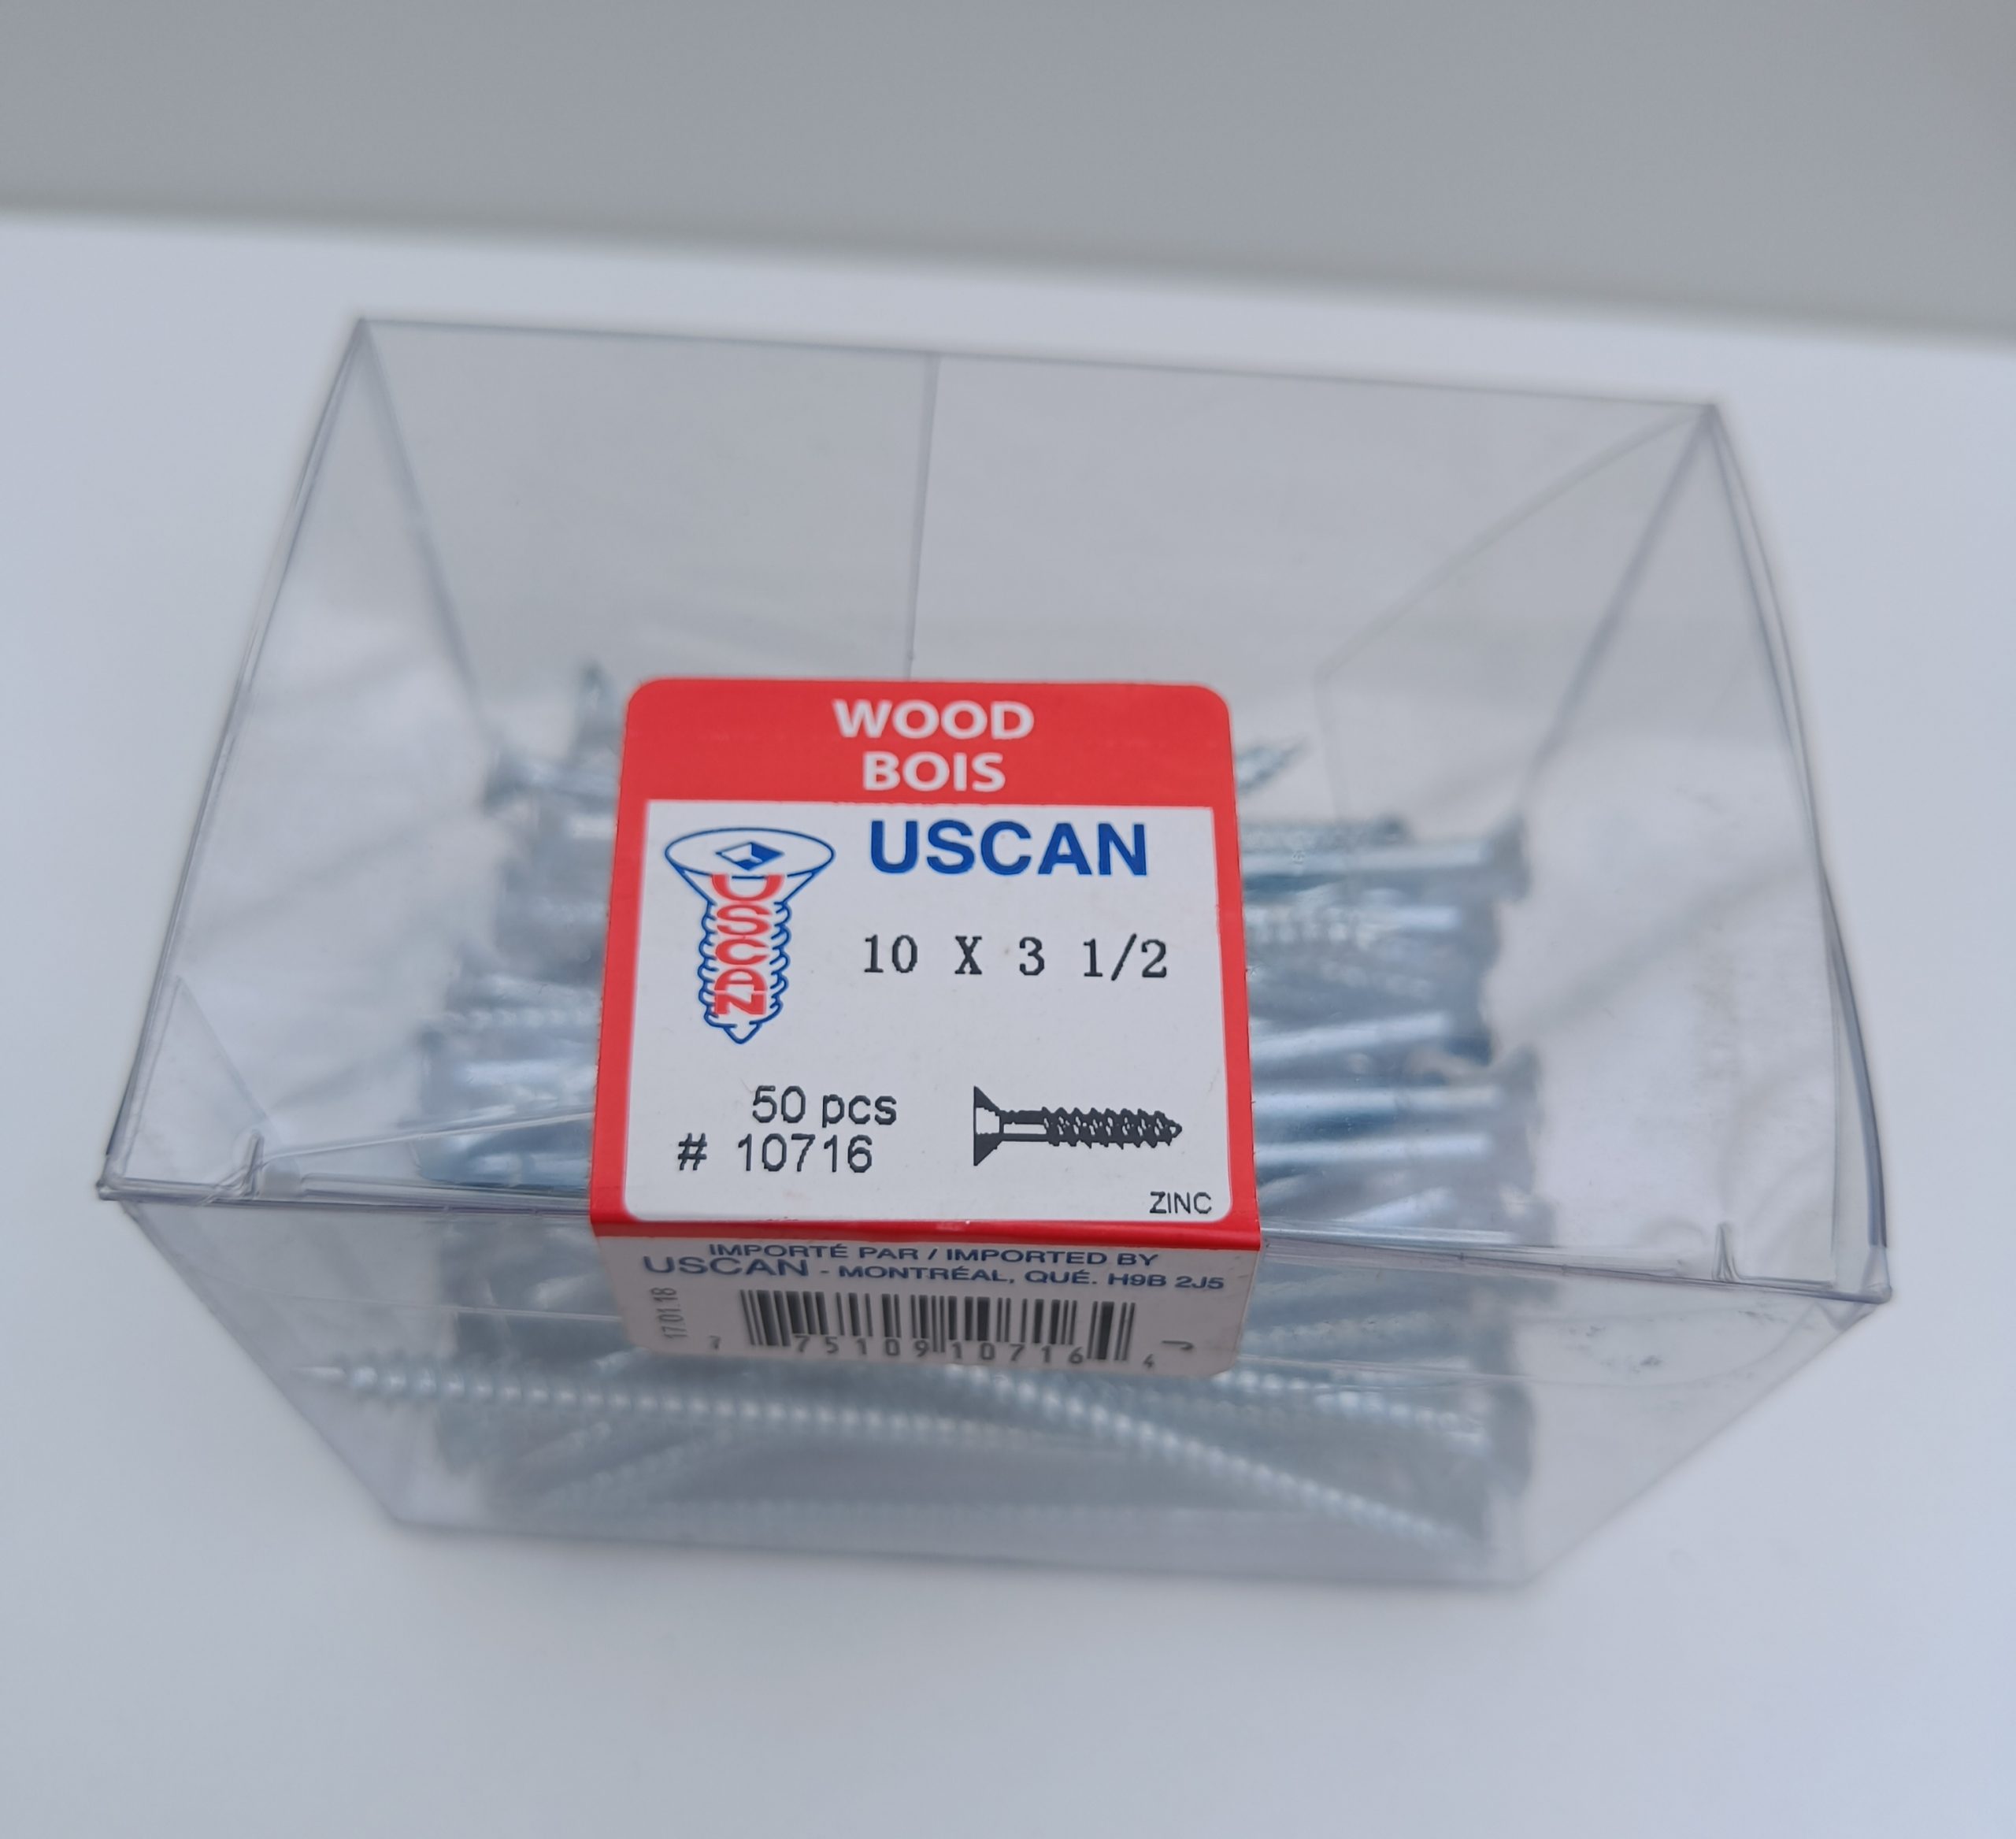 WOOD
BOIS
USCAN
USCAN
10 X 3 1/2
50 pcs
# 10716
ZINC
IMPORTÉ PAR / IMPORTED BY
USCAN - MONTRÉAL, QUÉ. H9B 2J5
17.01.18
7 75109 10716 4